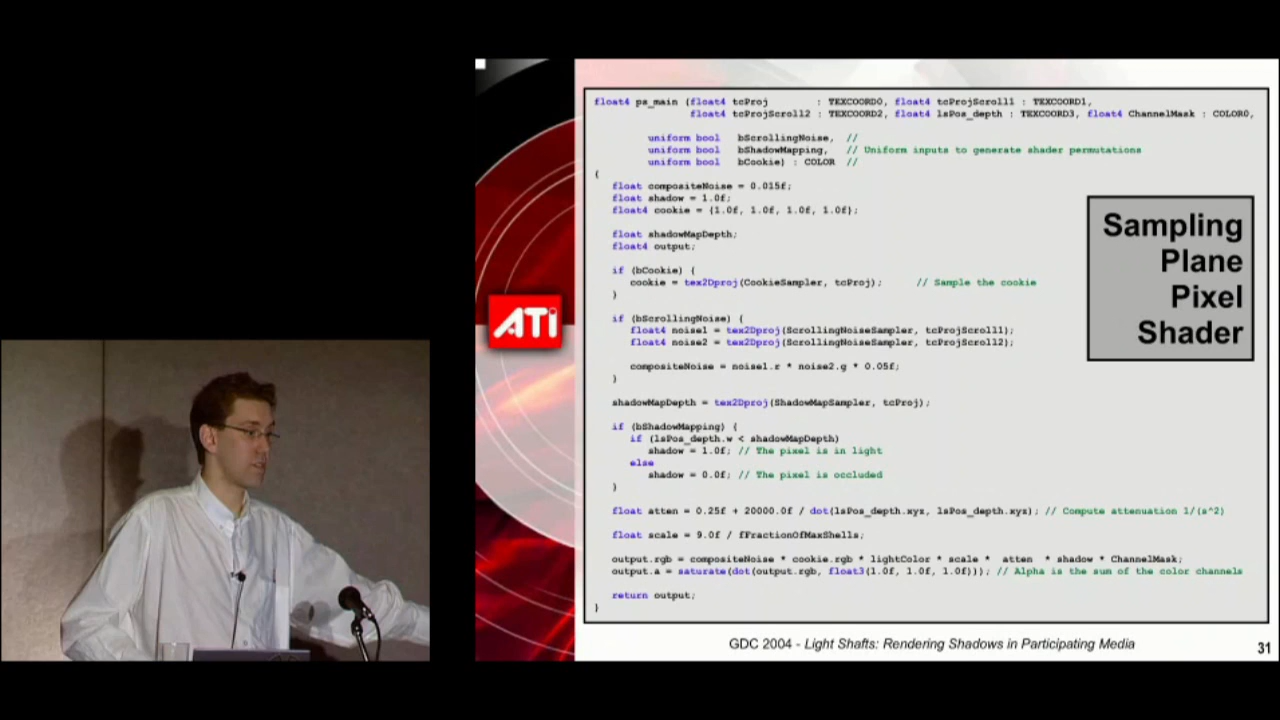 float4 ps_main (float4 tcProj : TEXCOORD0, float4 tcProjScroll1 : TEXCOORD1,
float4 tcProjScroll2 : TEXCOORD2, float4 lsPos_depth : TEXCOORD3, float4 ChannelMask : COLOR0,
uniform bool bScrollingNoise, //
uniform bool bShadowMapping, // Uniform inputs to generate shader permutations
uniform bool bCookie) : COLOR //
{
float compositeNoise = 0.015f;
float shadow = 1.0f;
float4 cookie = {1.0f, 1.0f, 1.0f, 1.0f};
float shadowMapDepth;
float4 output;
if (bCookie) {
cookie = tex2Dproj(CookieSampler, tcProj); // Sample the cookie
}
if (bScrollingNoise) {
float4 noise1 = tex2Dproj(ScrollingNoiseSampler, tcProjScroll1);
float4 noise2 = tex2Dproj(ScrollingNoiseSampler, tcProjScroll2);
compositeNoise = noise1.r * noise2.g * 0.05f;
}
shadowMapDepth = tex2Dproj(ShadowMapSampler, tcProj);
if (bShadowMapping) {
if (lsPos_depth.w < shadowMapDepth)
shadow = 1.0f; // The pixel is in light
else
shadow = 0.0f; // The pixel is occluded
}
float atten = 0.25f + 20000.0f / dot(lsPos_depth.xyz, lsPos_depth.xyz); // Compute attenuation 1/(s^2)
float scale = 9.0f / fFractionOfMaxShells;
output.rgb = compositeNoise * cookie.rgb * lightColor * scale * atten * shadow * ChannelMask;
output.a = saturate(dot(output.rgb, float3(1.0f, 1.0f, 1.0f))); // Alpha is the sum of the color channels
return output;
}
Sampling
Plane
Pixel
Shader
ATI
GDC 2004 - Light Shafts: Rendering Shadows in Participating Media
31